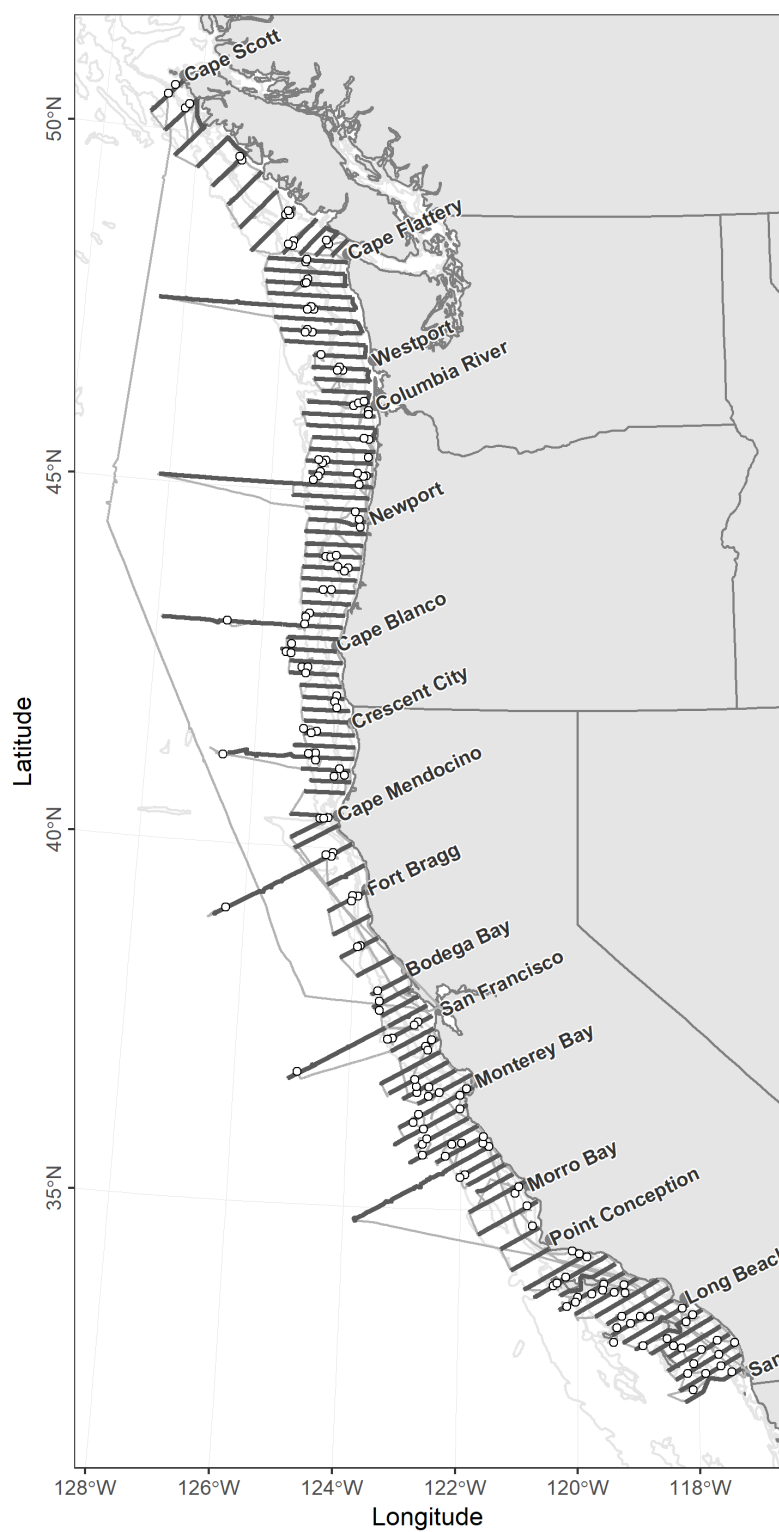 Cape Scott
50°N
Cape Flattery
Westport
Columbia River
45°N
Newport
Cape Blanco
Crescent City
Latitude
Cape Mendocino
40°N
Fort Bragg
Bodega Bay
San Francisco
Monterey Bay
Morro Bay
35°N
Point Conception
Long Beach
San
128°W 126°W 124°W 122°W 120°W 118°W
Longitude